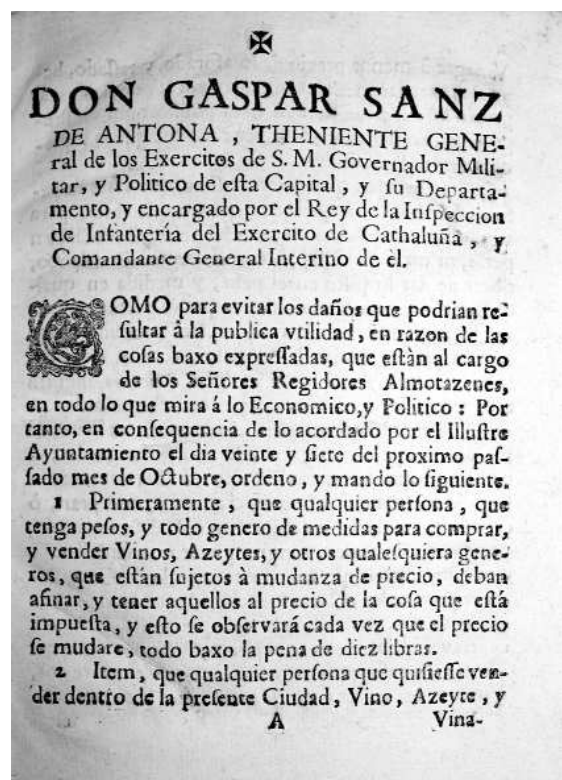 ✠
DON GASPAR SANZ
DE ANTONA, THENIENTE GENE-
ral de los Exercitos de S. M. Governador Mili-
tar, y Politico de eſta Capital, y ſu Departa-
mento, y encargado por el Rey de la Inſpeccion
de Infantería del Exercito de Cathaluña, y
Comandante General Interino de èl.
COMO para evitar los daños que podrian re-
ſultar â la publica vtilidad, en razon de las
coſas baxo expreſſadas, que eſtàn al cargo
de los Señores Regidores Almotazenes,
en todo lo que mira á lo Economico, y Politico: Por
tanto, en conſequencia de lo acordado por el Illuſtre
Ayuntamiento el dia veinte y ſiete del proximo paſ-
ſado mes de Octubre, ordeno, y mando lo ſiguiente.
1 Primeramente, que qualquier perſona, que
tenga peſos, y todo genero de medidas para comprar,
y vender Vinos, Azeytes, y otros qualeſquiera gene-
ros, que eſtán ſujetos à mudanza de precio, deban
afinar, y tener aquellos al precio de la coſa que eſtá
impueſta, y eſto ſe obſervará cada vez que el precio
ſe mudare, todo baxo la pena de diez libras.
2 Item, que qualquier perſona que quiſieſſe ven-
der dentro de la preſente Ciudad, Vino, Azeyte, y
A Vina-